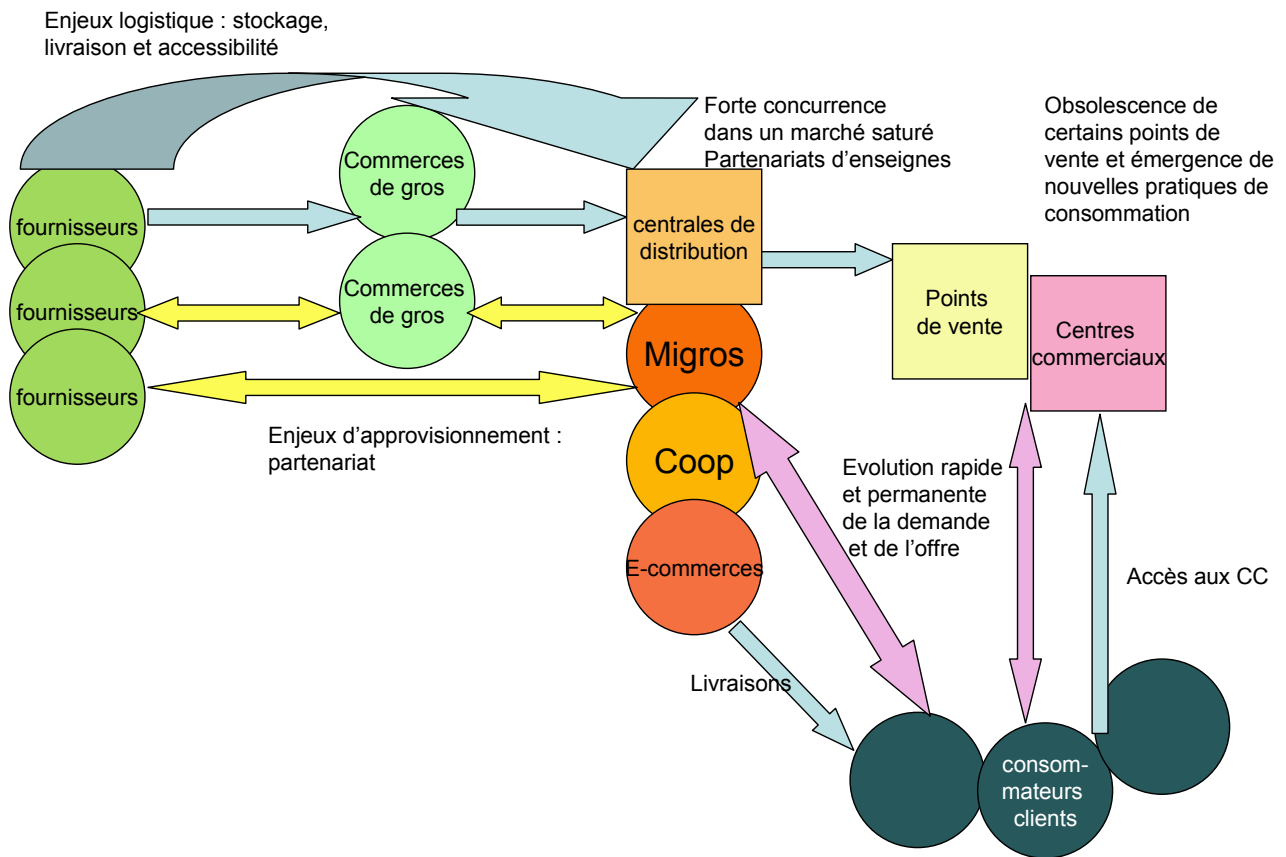 Enjeux logistique : stockage,
livraison et accessibilité
Forte concurrence
dans un marché saturé
Partenariats d'enseignes
Obsolescence de
certains points de
vente et émergence de
nouvelles pratiques de
consommation
Commerces
de gros
fournisseurs
centrales de
distribution
Commerces
de gros
fournisseurs
Points
de vente
Centres
commerciaux
Migros
fournisseurs
Enjeux d'approvisionnement :
partenariat
Coop
Evolution rapide
et permanente
de la demande
et de l'offre
E-commerces
Accès aux CC
Livraisons
consom-
mateurs
clients